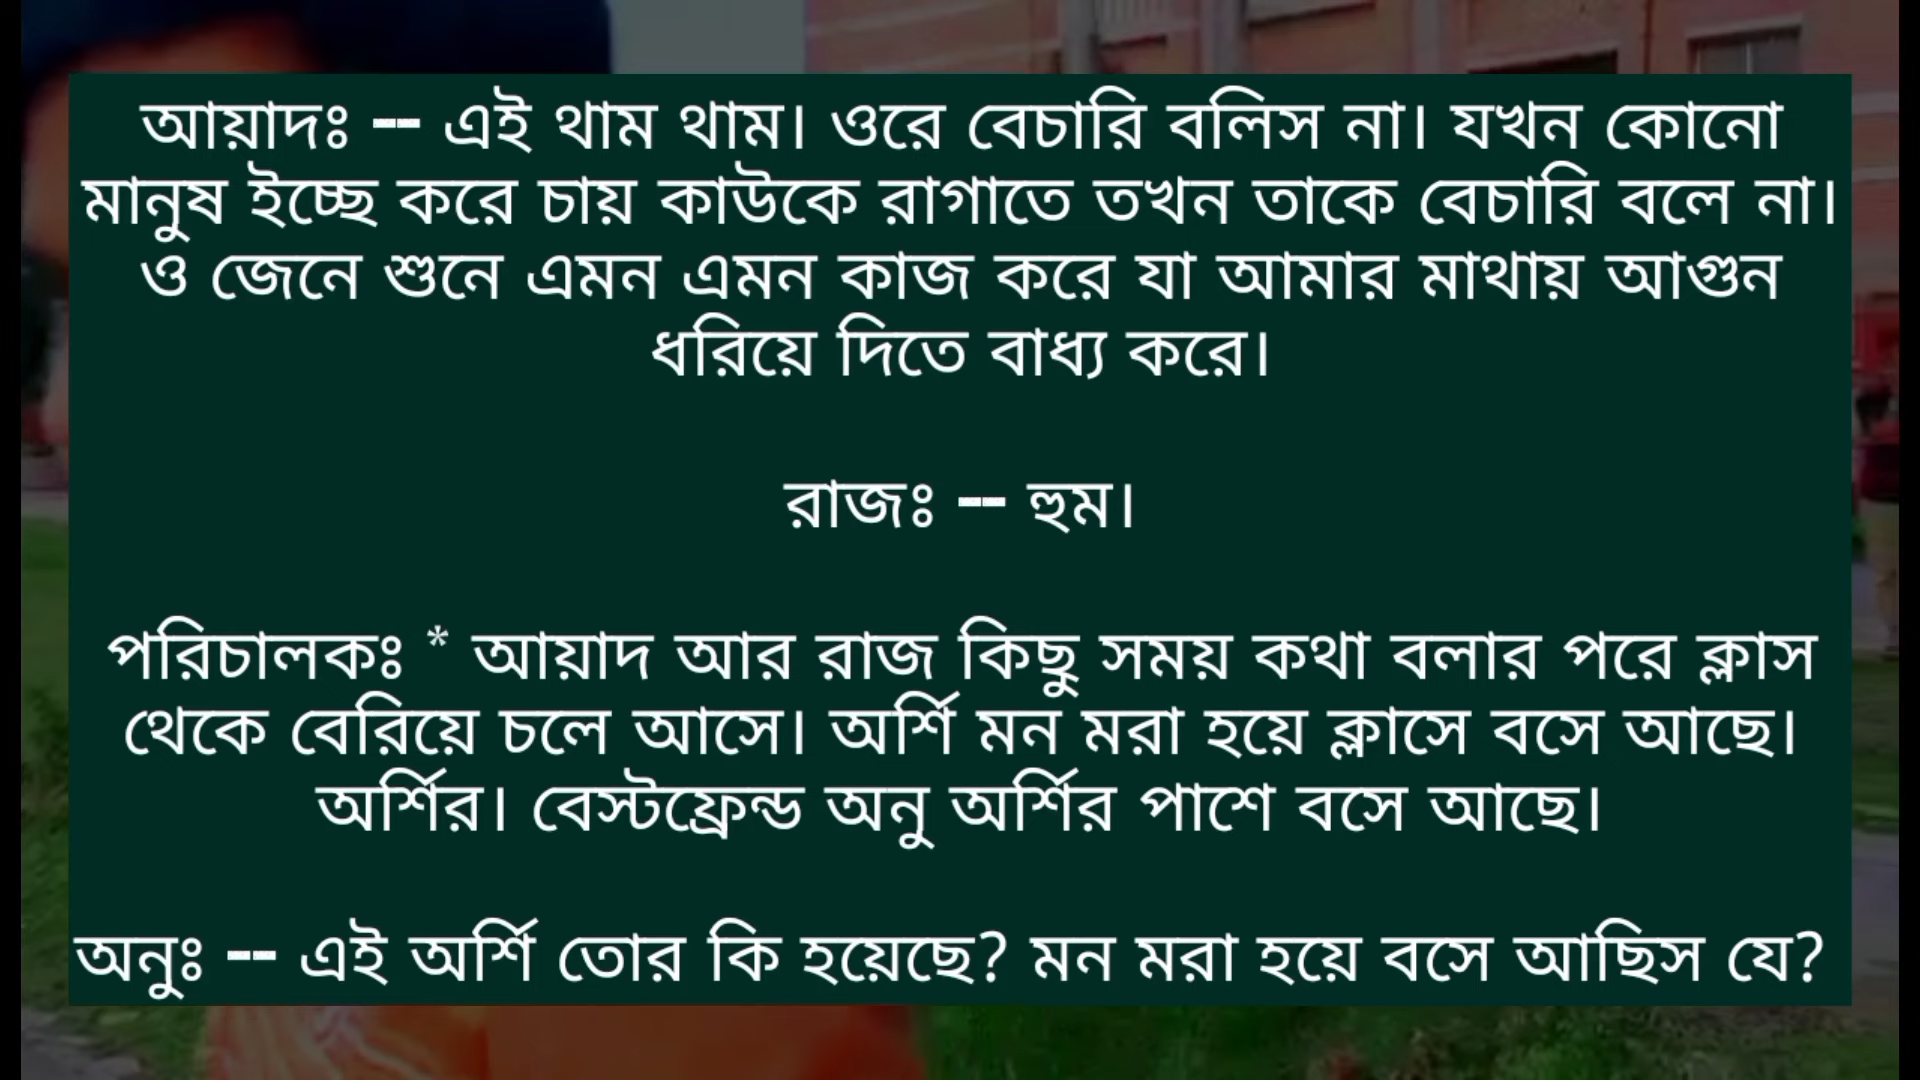 আয়াদঃ -- এই থাম থাম। ওরে বেচারি বলিস না। যখন কোনো
মানুষ ইচ্ছে করে চায় কাউকে রাগাতে তখন তাকে বেচারি বলে না।
ও জেনে শুনে এমন এমন কাজ করে যা আমার মাথায় আগুন
ধরিয়ে দিতে বাধ্য করে।
রাজঃ -- হুম।
পরিচালকঃ * আয়াদ আর রাজ কিছু সময় কথা বলার পরে ক্লাস
থেকে বেরিয়ে চলে আসে। অর্শি মন মরা হয়ে ক্লাসে বসে আছে।
অর্শির। বেস্টফ্রেন্ড অনু অর্শির পাশে বসে আছে।
অনুঃ -- এই অর্শি তোর কি হয়েছে? মন মরা হয়ে বসে আছিস যে?